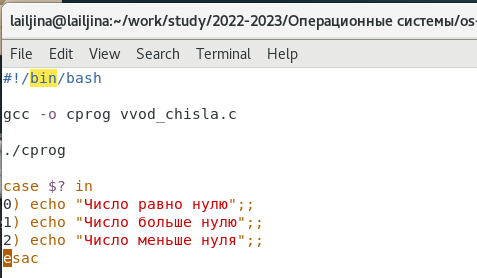 lailjina@lailjina:~/work/study/2022-2023/Операционные системы/os-
File Edit View Search Terminal Help
#!/bin/bash
gcc -o cprog vvod_chisla.c
./cprog
case $? in
0) echo "Число равно нулю";;
1) echo "Число больше нулю";;
2) echo "Число меньше нуля";;
esac